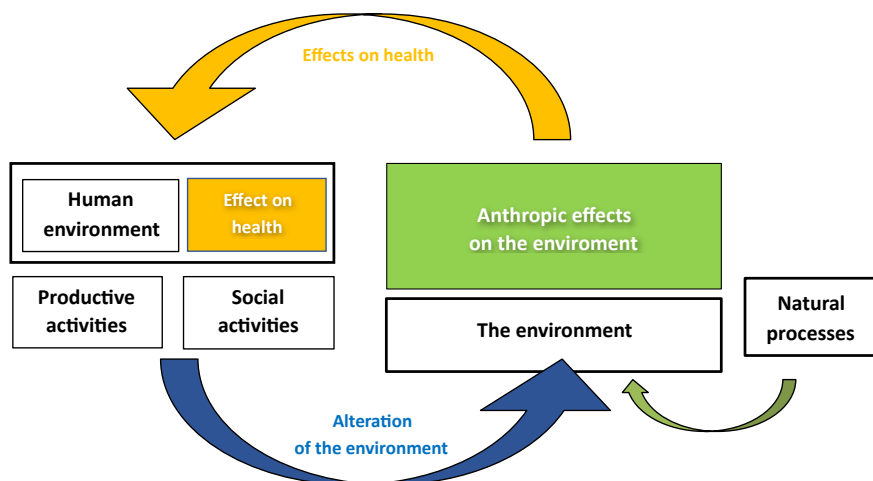 Effects on health
Human
environment
Effect on
health
Anthropic effects
on the enviroment
Productive
activities
Social
activities
The environment
Natural
processes
Alteration
of the environment